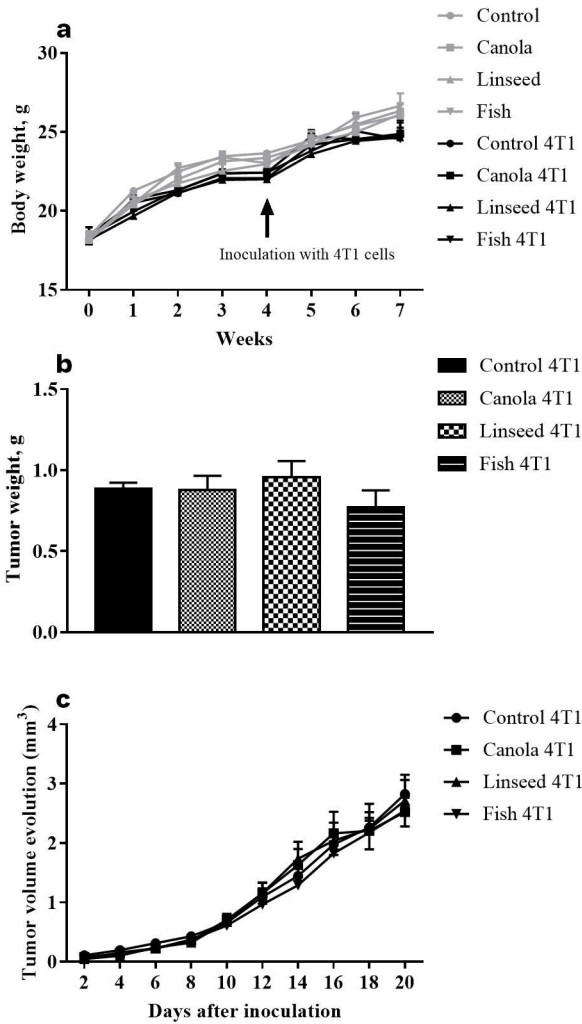 a
Control
Canola
Linseed
Fish
Control 4T1
Canola 4T1
Linseed 4T1
Fish 4T1
Body weight, g
30
25
20
15
Inoculation with 4T1 cells
0 1 2 3 4 5 6 7
Weeks
b
Control 4T1
Canola 4T1
Linseed 4T1
Fish 4T1
Tumor weight, g
1.5
1.0
0.5
0.0
c
Control 4T1
Canola 4T1
Linseed 4T1
Fish 4T1
Tumor volume evolution (mm³)
4
3
2
1
0
2 4 6 8 10 12 14 16 18 20
Days after inoculation